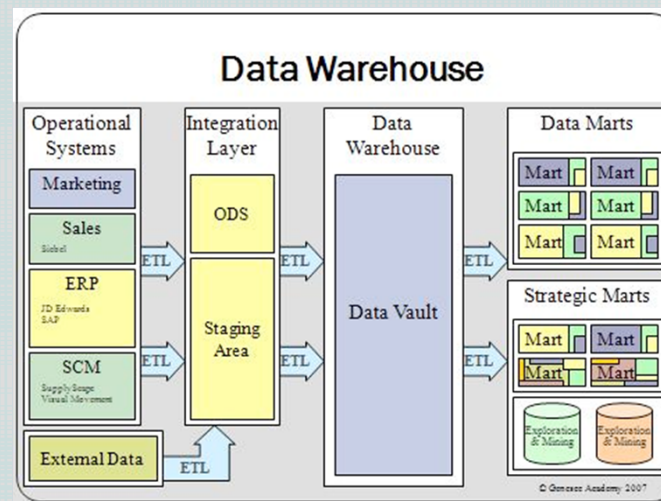 Data Warehouse
Operational
Systems
Marketing
Sales
Siebel
ERP
JD Edwards
SAP
SCM
SupplyScape
Visual Movement
External Data
ETL
ETL
ETL
Integration
Layer
ODS
Staging
Area
ETL
ETL
Data
Warehouse
Data Vault
ETL
ETL
Data Marts
Mart
Mart
Mart
Mart
Mart
Mart
Strategic Marts
Mart
Mart
Mart
Mart
Exploration
& Mining
Exploration
& Mining
© Genesee Academy 2007